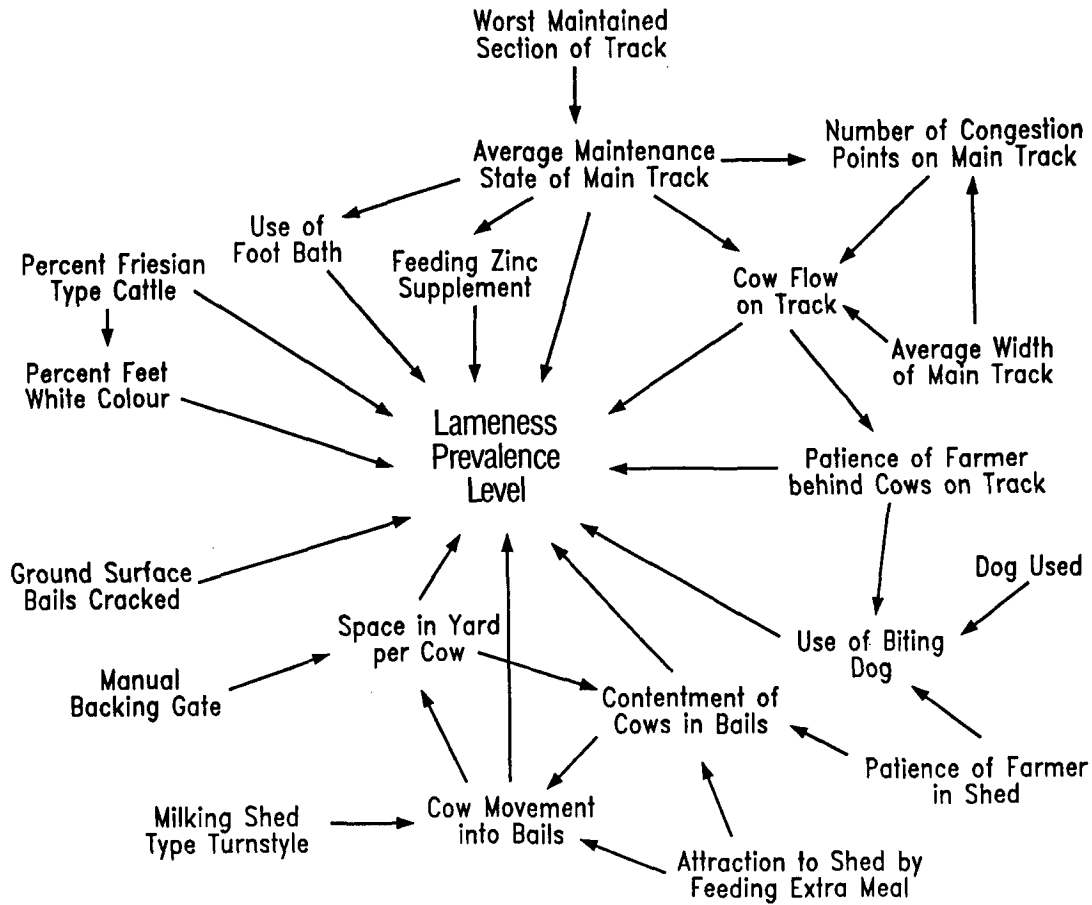 Worst Maintained
Section of Track
Average Maintenance
State of Main Track
Number of Congestion
Points on Main Track
Use of
Foot Bath
Feeding Zinc
Supplement
Percent Friesian
Type Cattle
Cow Flow
on Track
Average Width
of Main Track
Percent Feet
White Colour
Lameness
Prevalence
Level
Patience of Farmer
behind Cows on Track
Ground Surface
Bails Cracked
Dog Used
Space in Yard
per Cow
Use of Biting
Dog
Manual
Backing Gate
Contentment of
Cows in Bails
Patience of Farmer
in Shed
Milking Shed
Type Turnstyle
Cow Movement
into Bails
Attraction to Shed by
Feeding Extra Meal